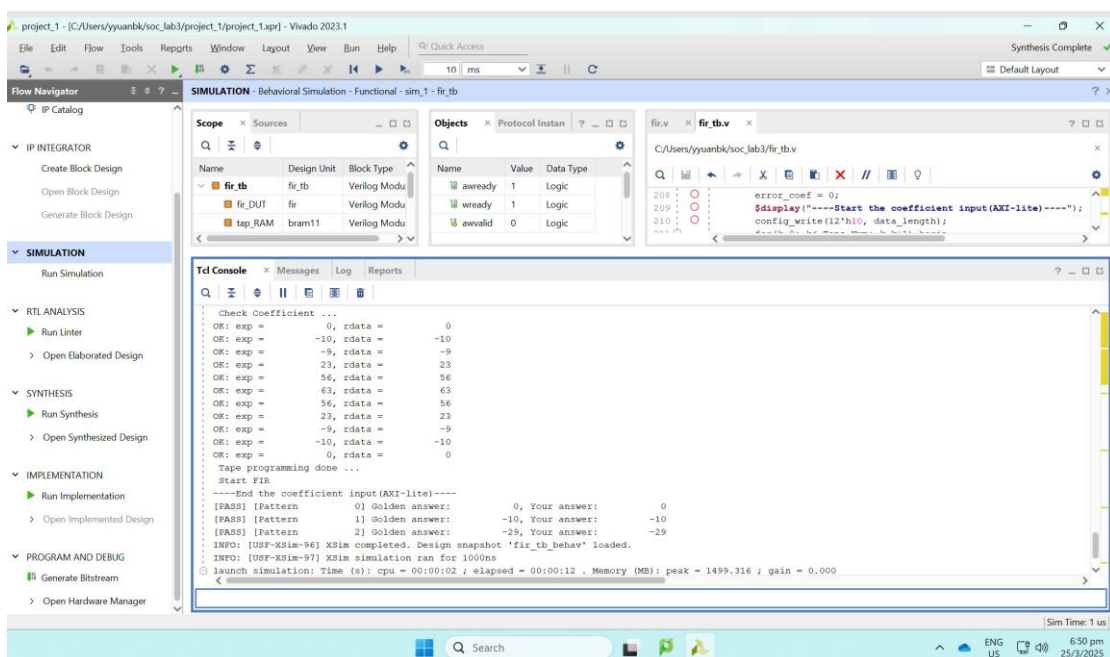 project_1 - [C:/Users/yyuanbk/soc_lab3/project_1/project_1.xpr] - Vivado 2023.1
File Edit Flow Tools Reports Window Layout View Run Help Quick Access Synthesis Complete
10 ms Default Layout
Flow Navigator SIMULATION - Behavioral Simulation - Functional - sim_1 - fir_tb
IP Catalog
IP INTEGRATOR
Create Block Design
Open Block Design
Generate Block Design
SIMULATION
Run Simulation
RTL ANALYSIS
Run Linter
Open Elaborated Design
SYNTHESIS
Run Synthesis
Open Synthesized Design
IMPLEMENTATION
Run Implementation
Open Implemented Design
PROGRAM AND DEBUG
Generate Bitstream
Open Hardware Manager
Scope Sources
Name Design Unit Block Type
fir_tb fir_tb Verilog Modu
fir_DUT fir Verilog Modu
tap_RAM bram11 Verilog Modu
Objects Protocol Instan
Name Value Data Type
awready 1 Logic
wready 1 Logic
awvalid 0 Logic
fir.v fir_tb.v
C:/Users/yyuanbk/soc_lab3/fir_tb.v
208 error_coef = 0;
209 $display("----Start the coefficient input(AXI-lite)----");
210 config_write(12'h10, data_length);
Tcl Console Messages Log Reports
Check Coefficient ...
OK: exp = 0, rdata = 0
OK: exp = -10, rdata = -10
OK: exp = -9, rdata = -9
OK: exp = 23, rdata = 23
OK: exp = 56, rdata = 56
OK: exp = 63, rdata = 63
OK: exp = 56, rdata = 56
OK: exp = 23, rdata = 23
OK: exp = -9, rdata = -9
OK: exp = -10, rdata = -10
OK: exp = 0, rdata = 0
Tape programming done ...
Start FIR
----End the coefficient input(AXI-lite)----
[PASS] [Pattern 0] Golden answer: 0, Your answer: 0
[PASS] [Pattern 1] Golden answer: -10, Your answer: -10
[PASS] [Pattern 2] Golden answer: -29, Your answer: -29
INFO: [USF-XSim-96] XSim completed. Design snapshot 'fir_tb_behav' loaded.
INFO: [USF-XSim-97] XSim simulation ran for 1000ns
launch_simulation: Time (s): cpu = 00:00:02 ; elapsed = 00:00:12 . Memory (MB): peak = 1499.316 ; gain = 0.000
Sim Time: 1 us
Search
ENG
US
6:50 pm
25/3/2025